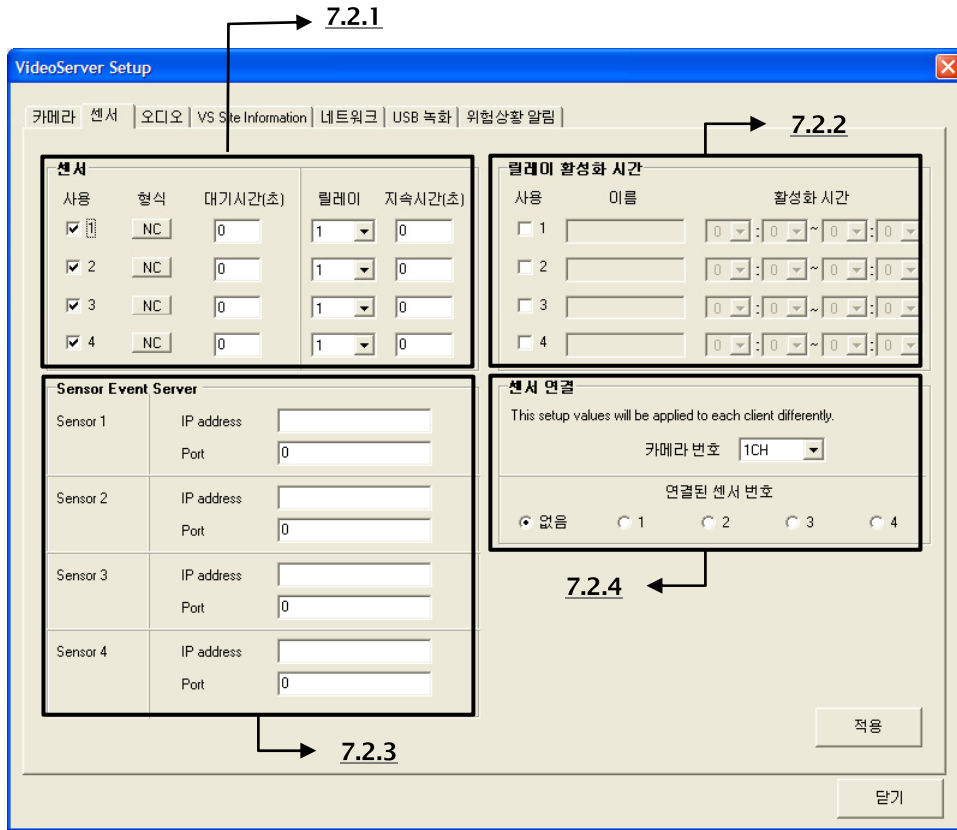 7.2.1
VideoServer Setup
카메라 센서 오디오 VS Site Information 네트워크 USB 녹화 위험상황 알림
7.2.2
센서
사용 형식 대기시간(초) 릴레이 지속시간(초)
1 NC 0 1 0
2 NC 0 1 0
3 NC 0 1 0
4 NC 0 1 0
릴레이 활성화 시간
사용 이름 활성화 시간
1 0 : 0 ~ 0 : 0
2 0 : 0 ~ 0 : 0
3 0 : 0 ~ 0 : 0
4 0 : 0 ~ 0 : 0
Sensor Event Server
Sensor 1 IP address
Port 0
Sensor 2 IP address
Port 0
Sensor 3 IP address
Port 0
Sensor 4 IP address
Port 0
센서 연결
This setup values will be applied to each client differently.
카메라 번호 1CH
연결된 센서 번호
없음 1 2 3 4
7.2.4
7.2.3
적용
닫기